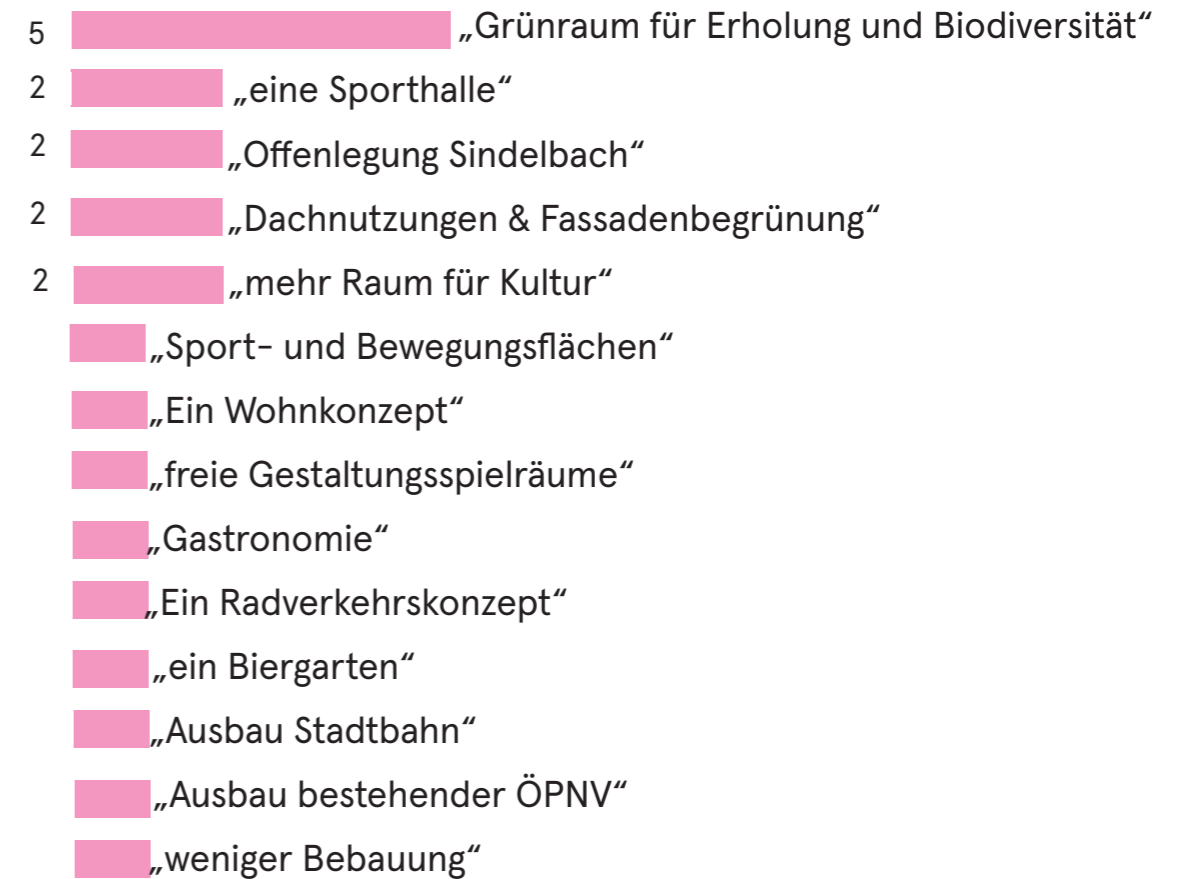 5 „Grünraum für Erholung und Biodiversität“
2 „eine Sporthalle“
2 „Offenlegung Sindelbach“
2 „Dachnutzungen & Fassadenbegrünung“
2 „mehr Raum für Kultur“
„Sport- und Bewegungsflächen“
„Ein Wohnkonzept“
„freie Gestaltungsspielräume“
„Gastronomie“
„Ein Radverkehrskonzept“
„ein Biergarten“
„Ausbau Stadtbahn“
„Ausbau bestehender ÖPNV“
„weniger Bebauung“